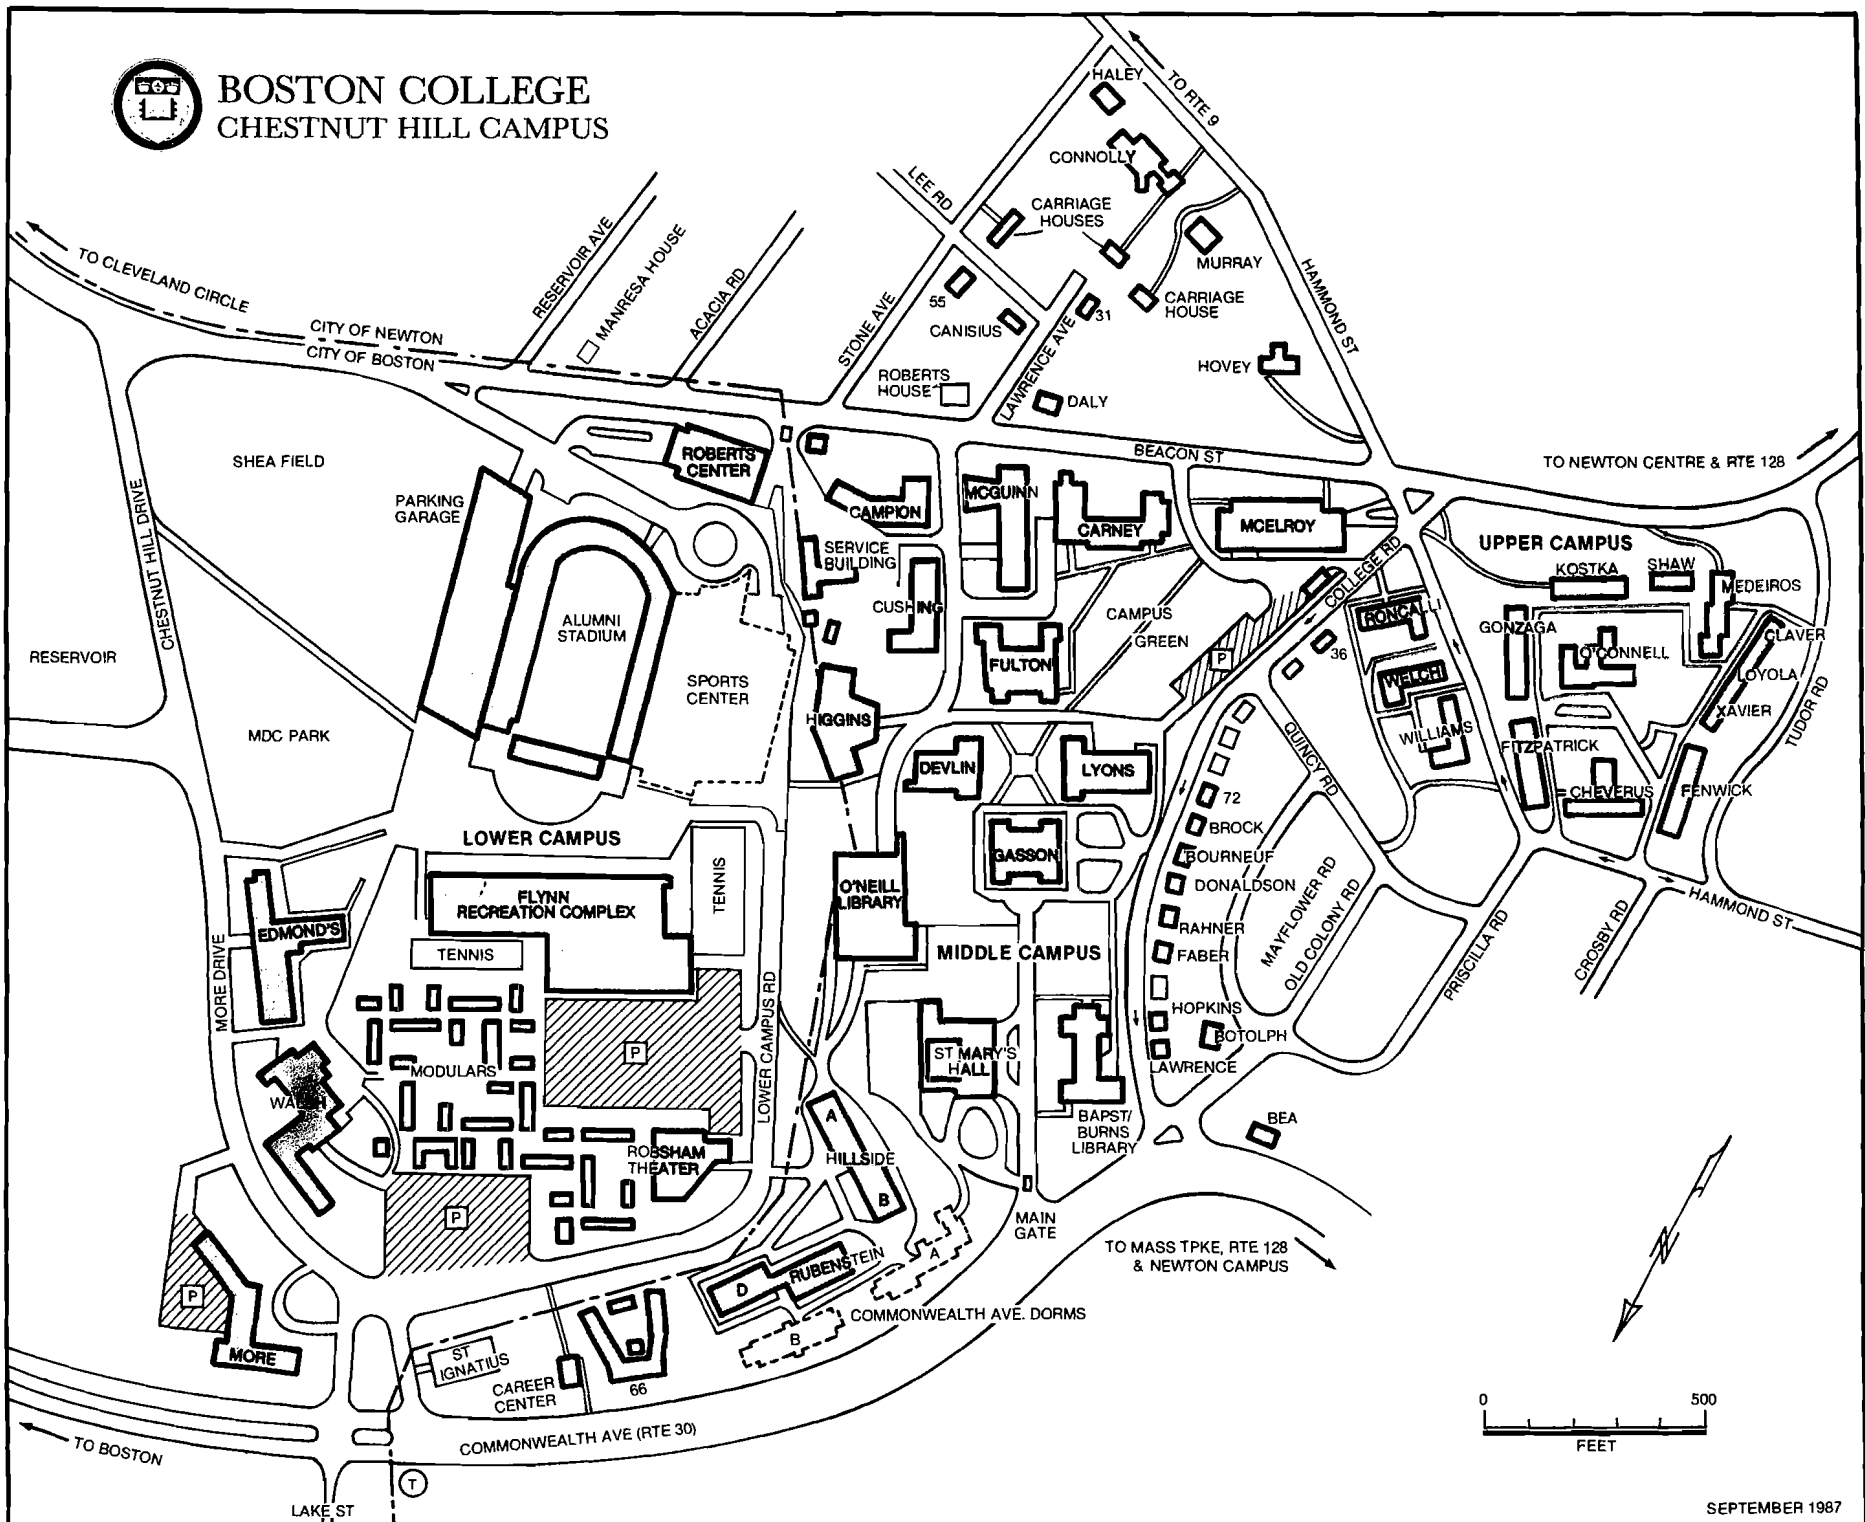 BOSTON COLLEGE
CHESTNUT HILL CAMPUS
HALEY
TO RTE 9
CONNOLLY
LEE RD
CARRIAGE
HOUSES
MURRAY
HAMMOND ST
CARRIAGE
HOUSE
31
55
CANISIUS
LAWRENCE AVE
STONE AVE
ROBERTS
HOUSE
DALY
HOVEY
TO CLEVELAND CIRCLE
CITY OF NEWTON
CITY OF BOSTON
RESERVOIR AVE
MANRESA HOUSE
ACACIA RD
BEACON ST
TO NEWTON CENTRE & RTE 128
SHEA FIELD
PARKING
GARAGE
ROBERTS
CENTER
CAMPION
MCGUINN
CARNEY
MCELROY
CHESTNUT HILL DRIVE
RESERVOIR
MDC PARK
ALUMNI
STADIUM
SPORTS
CENTER
SERVICE
BUILDING
CUSHING
FULTON
HIGGINS
CAMPUS
GREEN
P
COLLEGE RD
36
RONCALLI
WELCH
WILLIAMS
UPPER CAMPUS
KOSTKA
SHAW
MEDEIROS
GONZAGA
O'CONNELL
CLAVER
LOYOLA
XAVIER
TUDOR RD
FITZPATRICK
CHEVERUS
FENWICK
HAMMOND ST
QUINCY RD
DEVLIN
LYONS
GASSON
LOWER CAMPUS
FLYNN
RECREATION COMPLEX
TENNIS
TENNIS
O'NEILL
LIBRARY
MIDDLE CAMPUS
72
BROCK
BOURNEUF
DONALDSON
RAHNER
FABER
HOPKINS
BOTOLPH
LAWRENCE
MAYFLOWER RD
OLD COLONY RD
PRISCILLA RD
CROSBY RD
EDMOND'S
MORE DRIVE
MODULARS
P
LOWER CAMPUS RD
ST MARY'S
HALL
BAPST/
BURNS
LIBRARY
BEA
ROBSHAM
THEATER
A
HILLSIDE
B
MAIN
GATE
TO MASS TPKE, RTE 128
& NEWTON CAMPUS
P
P
MORE
D
RUBENSTEIN
A
B
COMMONWEALTH AVE. DORMS
ST
IGNATIUS
CAREER
CENTER
66
COMMONWEALTH AVE (RTE 30)
TO BOSTON
LAKE ST
T
0
500
FEET
SEPTEMBER 1987